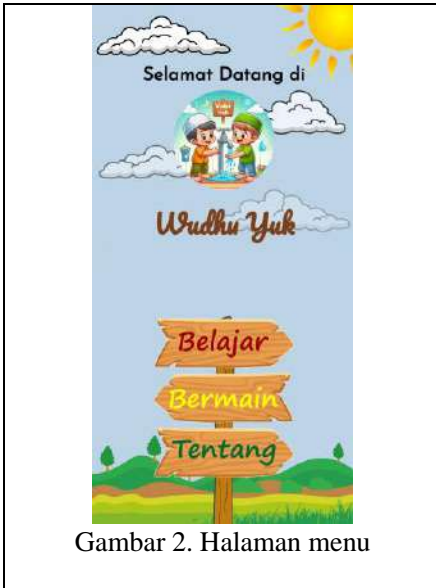 Selamat Datang di
Wudhu Yuk
Belajar
Bermain
Tentang
Gambar 2. Halaman menu